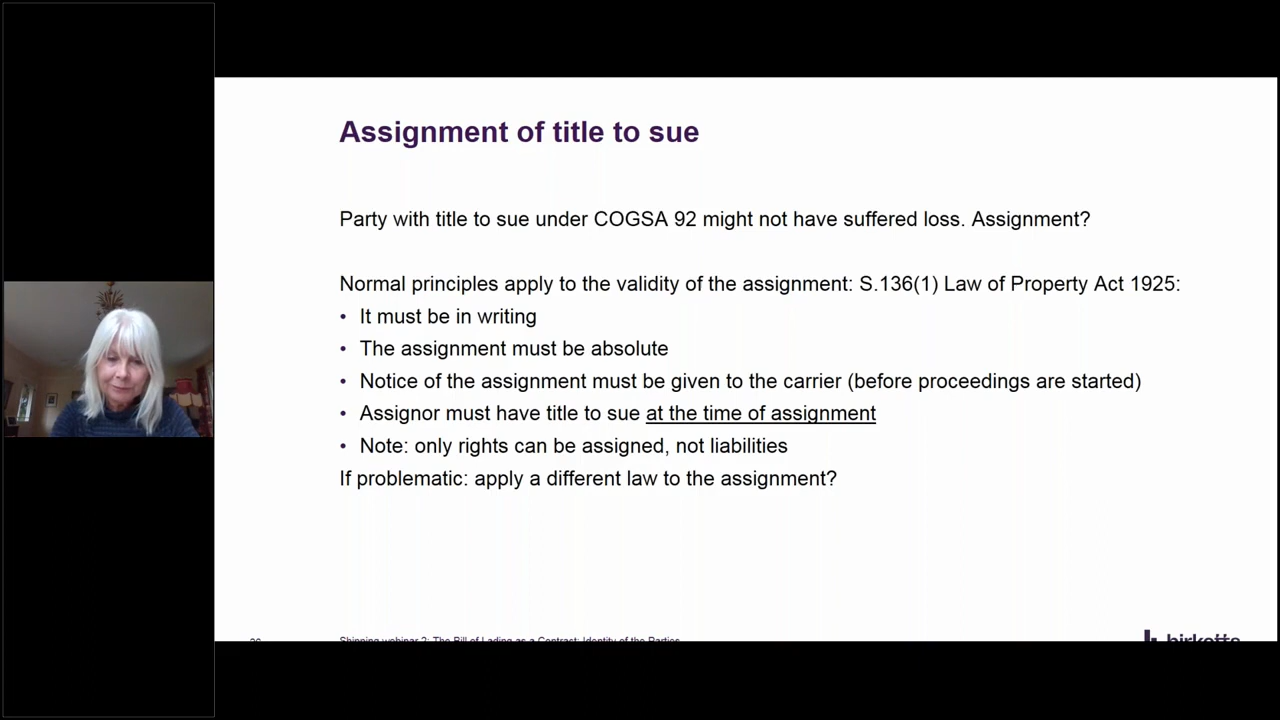 Assignment of title to sue
Party with title to sue under COGSA 92 might not have suffered loss. Assignment?
Normal principles apply to the validity of the assignment: S.136(1) Law of Property Act 1925:
• It must be in writing
• The assignment must be absolute
• Notice of the assignment must be given to the carrier (before proceedings are started)
• Assignor must have title to sue at the time of assignment
• Note: only rights can be assigned, not liabilities
If problematic: apply a different law to the assignment?
Shipping webinar 2: The Bill of Lading as a Contract: Identity of the Parties
birketts